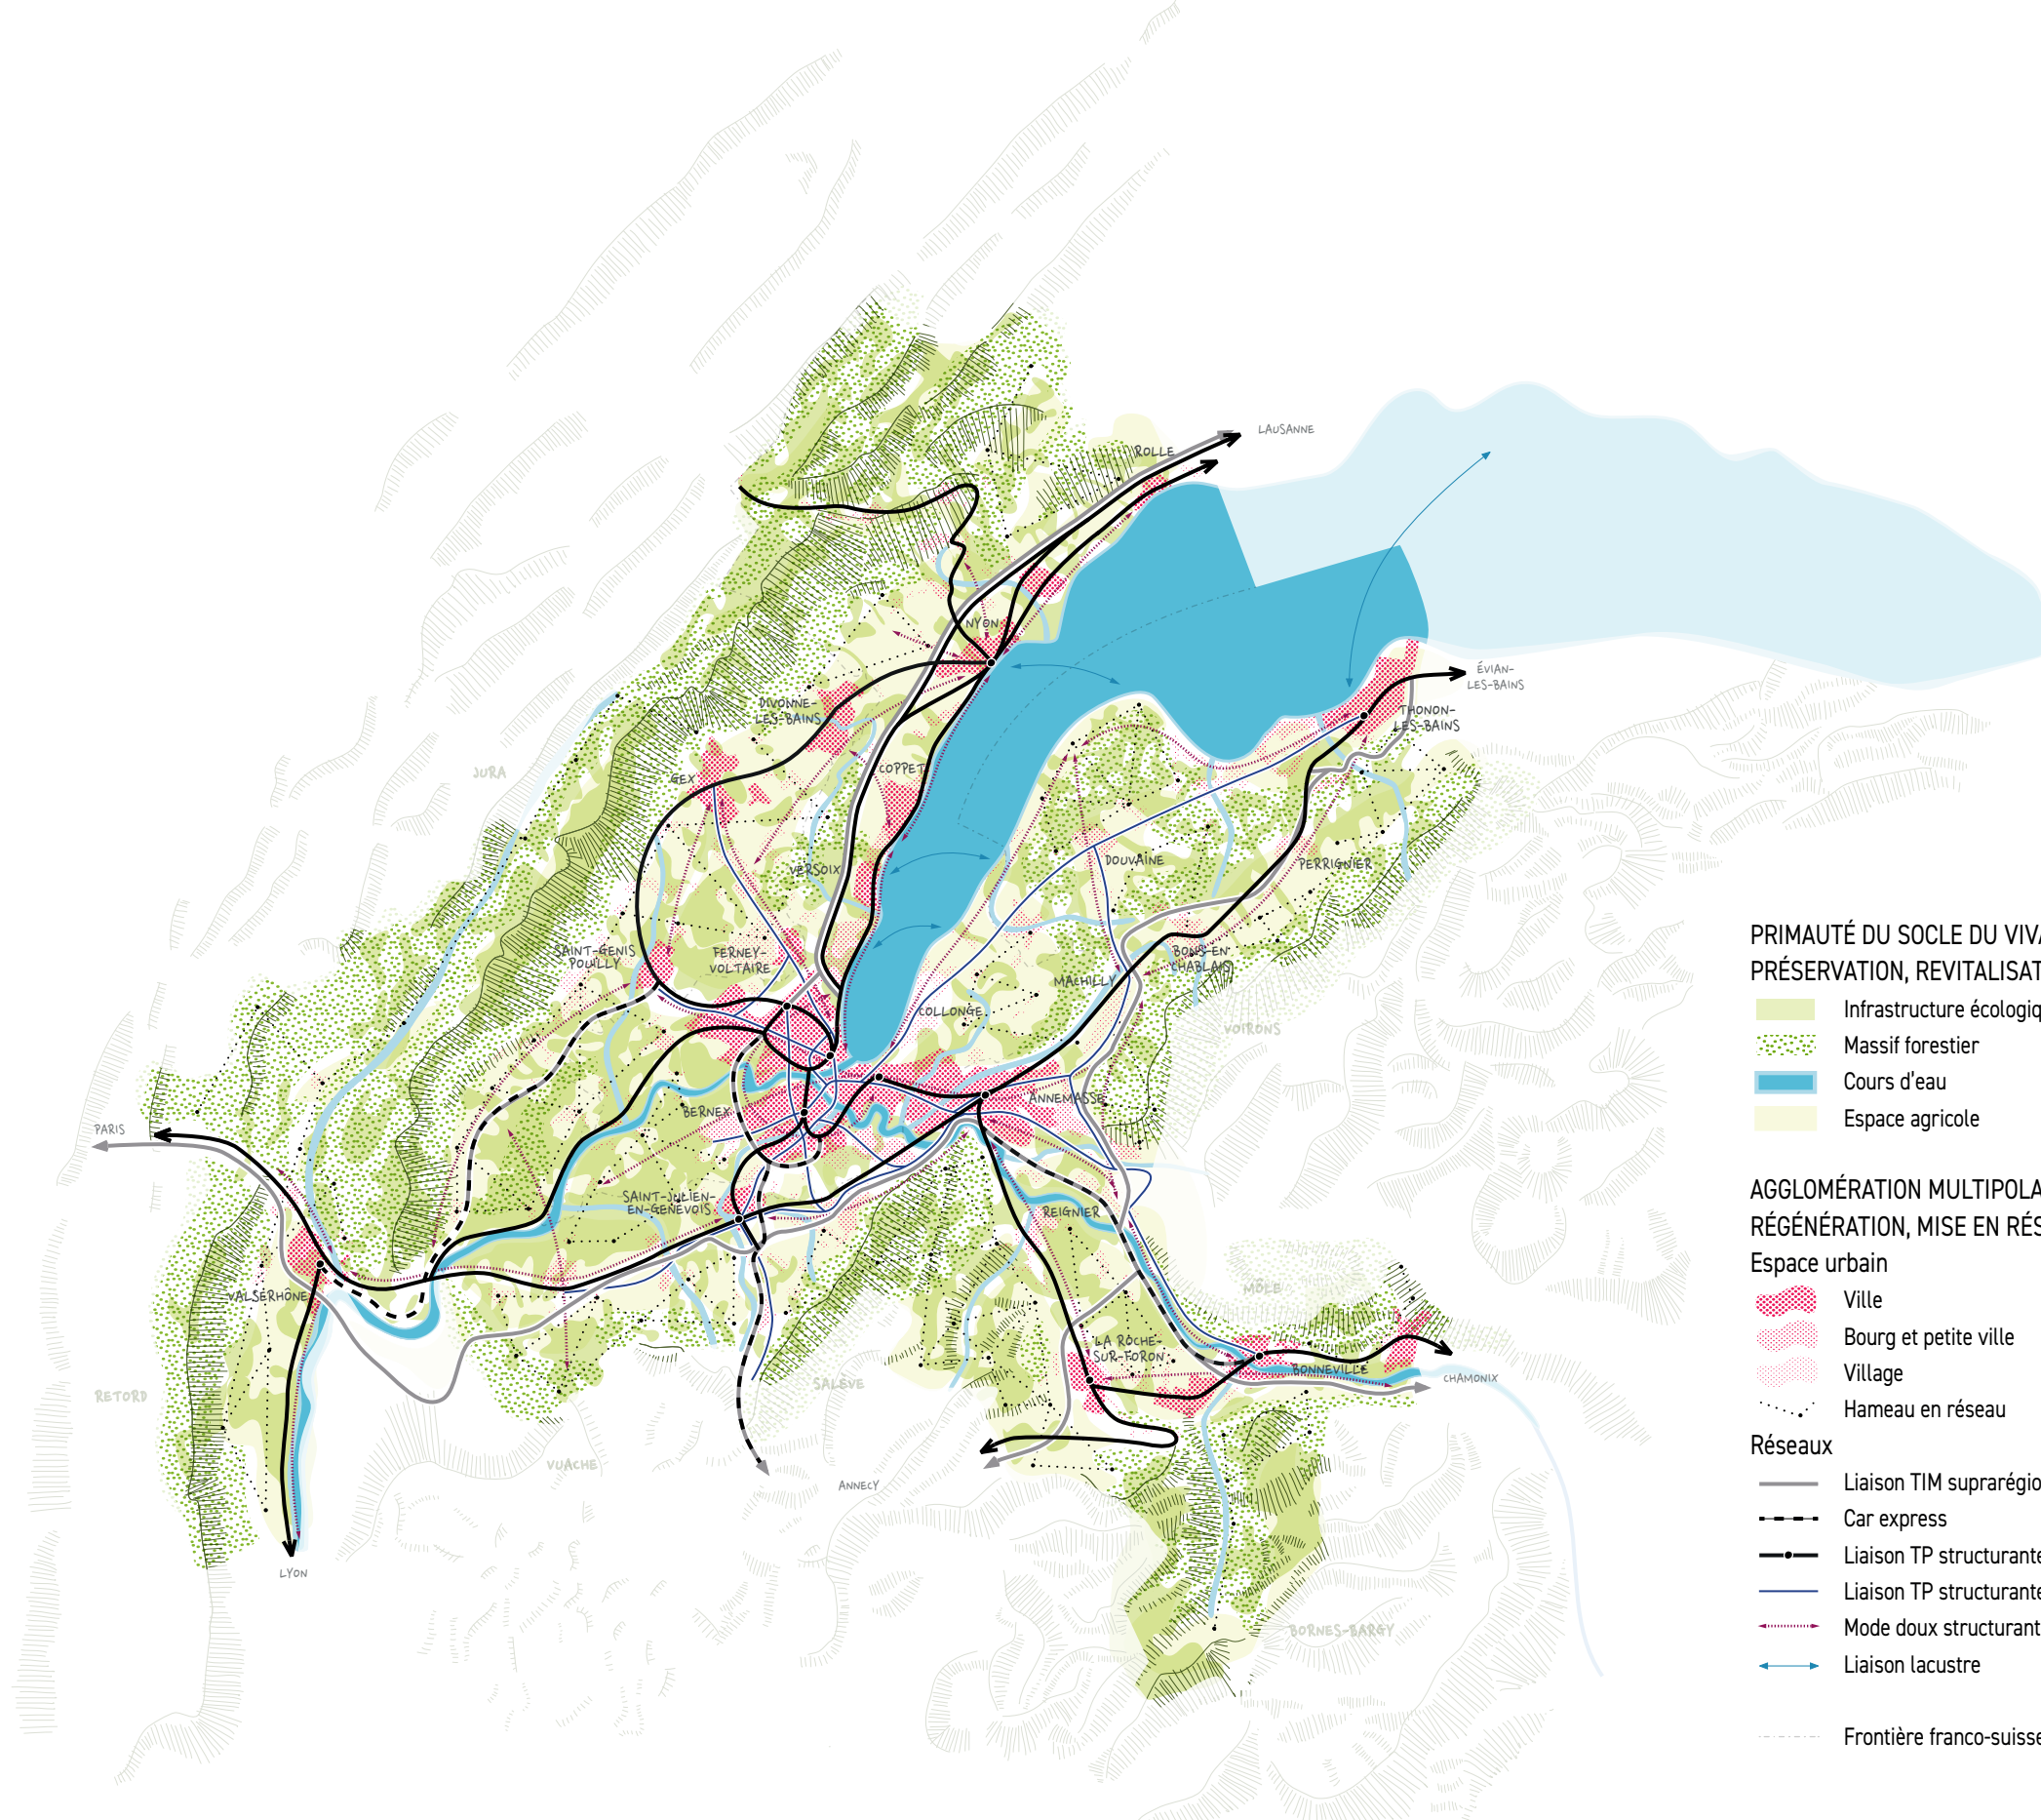 LAUSANNE
ROLLE
NYON
ÉVIAN-
LES-BAINS
DIVONNE-
LES-BAINS
THONON-
LES-BAINS
JURA
GEX
COPPET
VERSOIX
DOUVAINE
PERRIGNIER
SAINT-GENIS
POUILLY
FERNEY-
VOLTAIRE
BONS-EN-
CHABLAIS
MACHILLY
COLLONGE
VOIRONS
BERNEX
ANNEMASSE
PARIS
SAINT-JULIEN-
EN-GENEVOIS
REIGNIER
VALSERHÔNE
MÔLE
LA ROCHE-
SUR-FORON
BONNEVILLE
CHAMONIX
RETORD
SALÈVE
VUACHE
ANNECY
LYON
BORNES-BARGY
PRIMAUTÉ DU SOCLE DU VIVA
PRÉSERVATION, REVITALISAT
Infrastructure écologiq
Massif forestier
Cours d'eau
Espace agricole
AGGLOMÉRATION MULTIPOLA
RÉGÉNÉRATION, MISE EN RÉS
Espace urbain
Ville
Bourg et petite ville
Village
Hameau en réseau
Réseaux
Liaison TIM suprarégio
Car express
Liaison TP structurante
Liaison TP structurante
Mode doux structurant
Liaison lacustre
Frontière franco-suisse